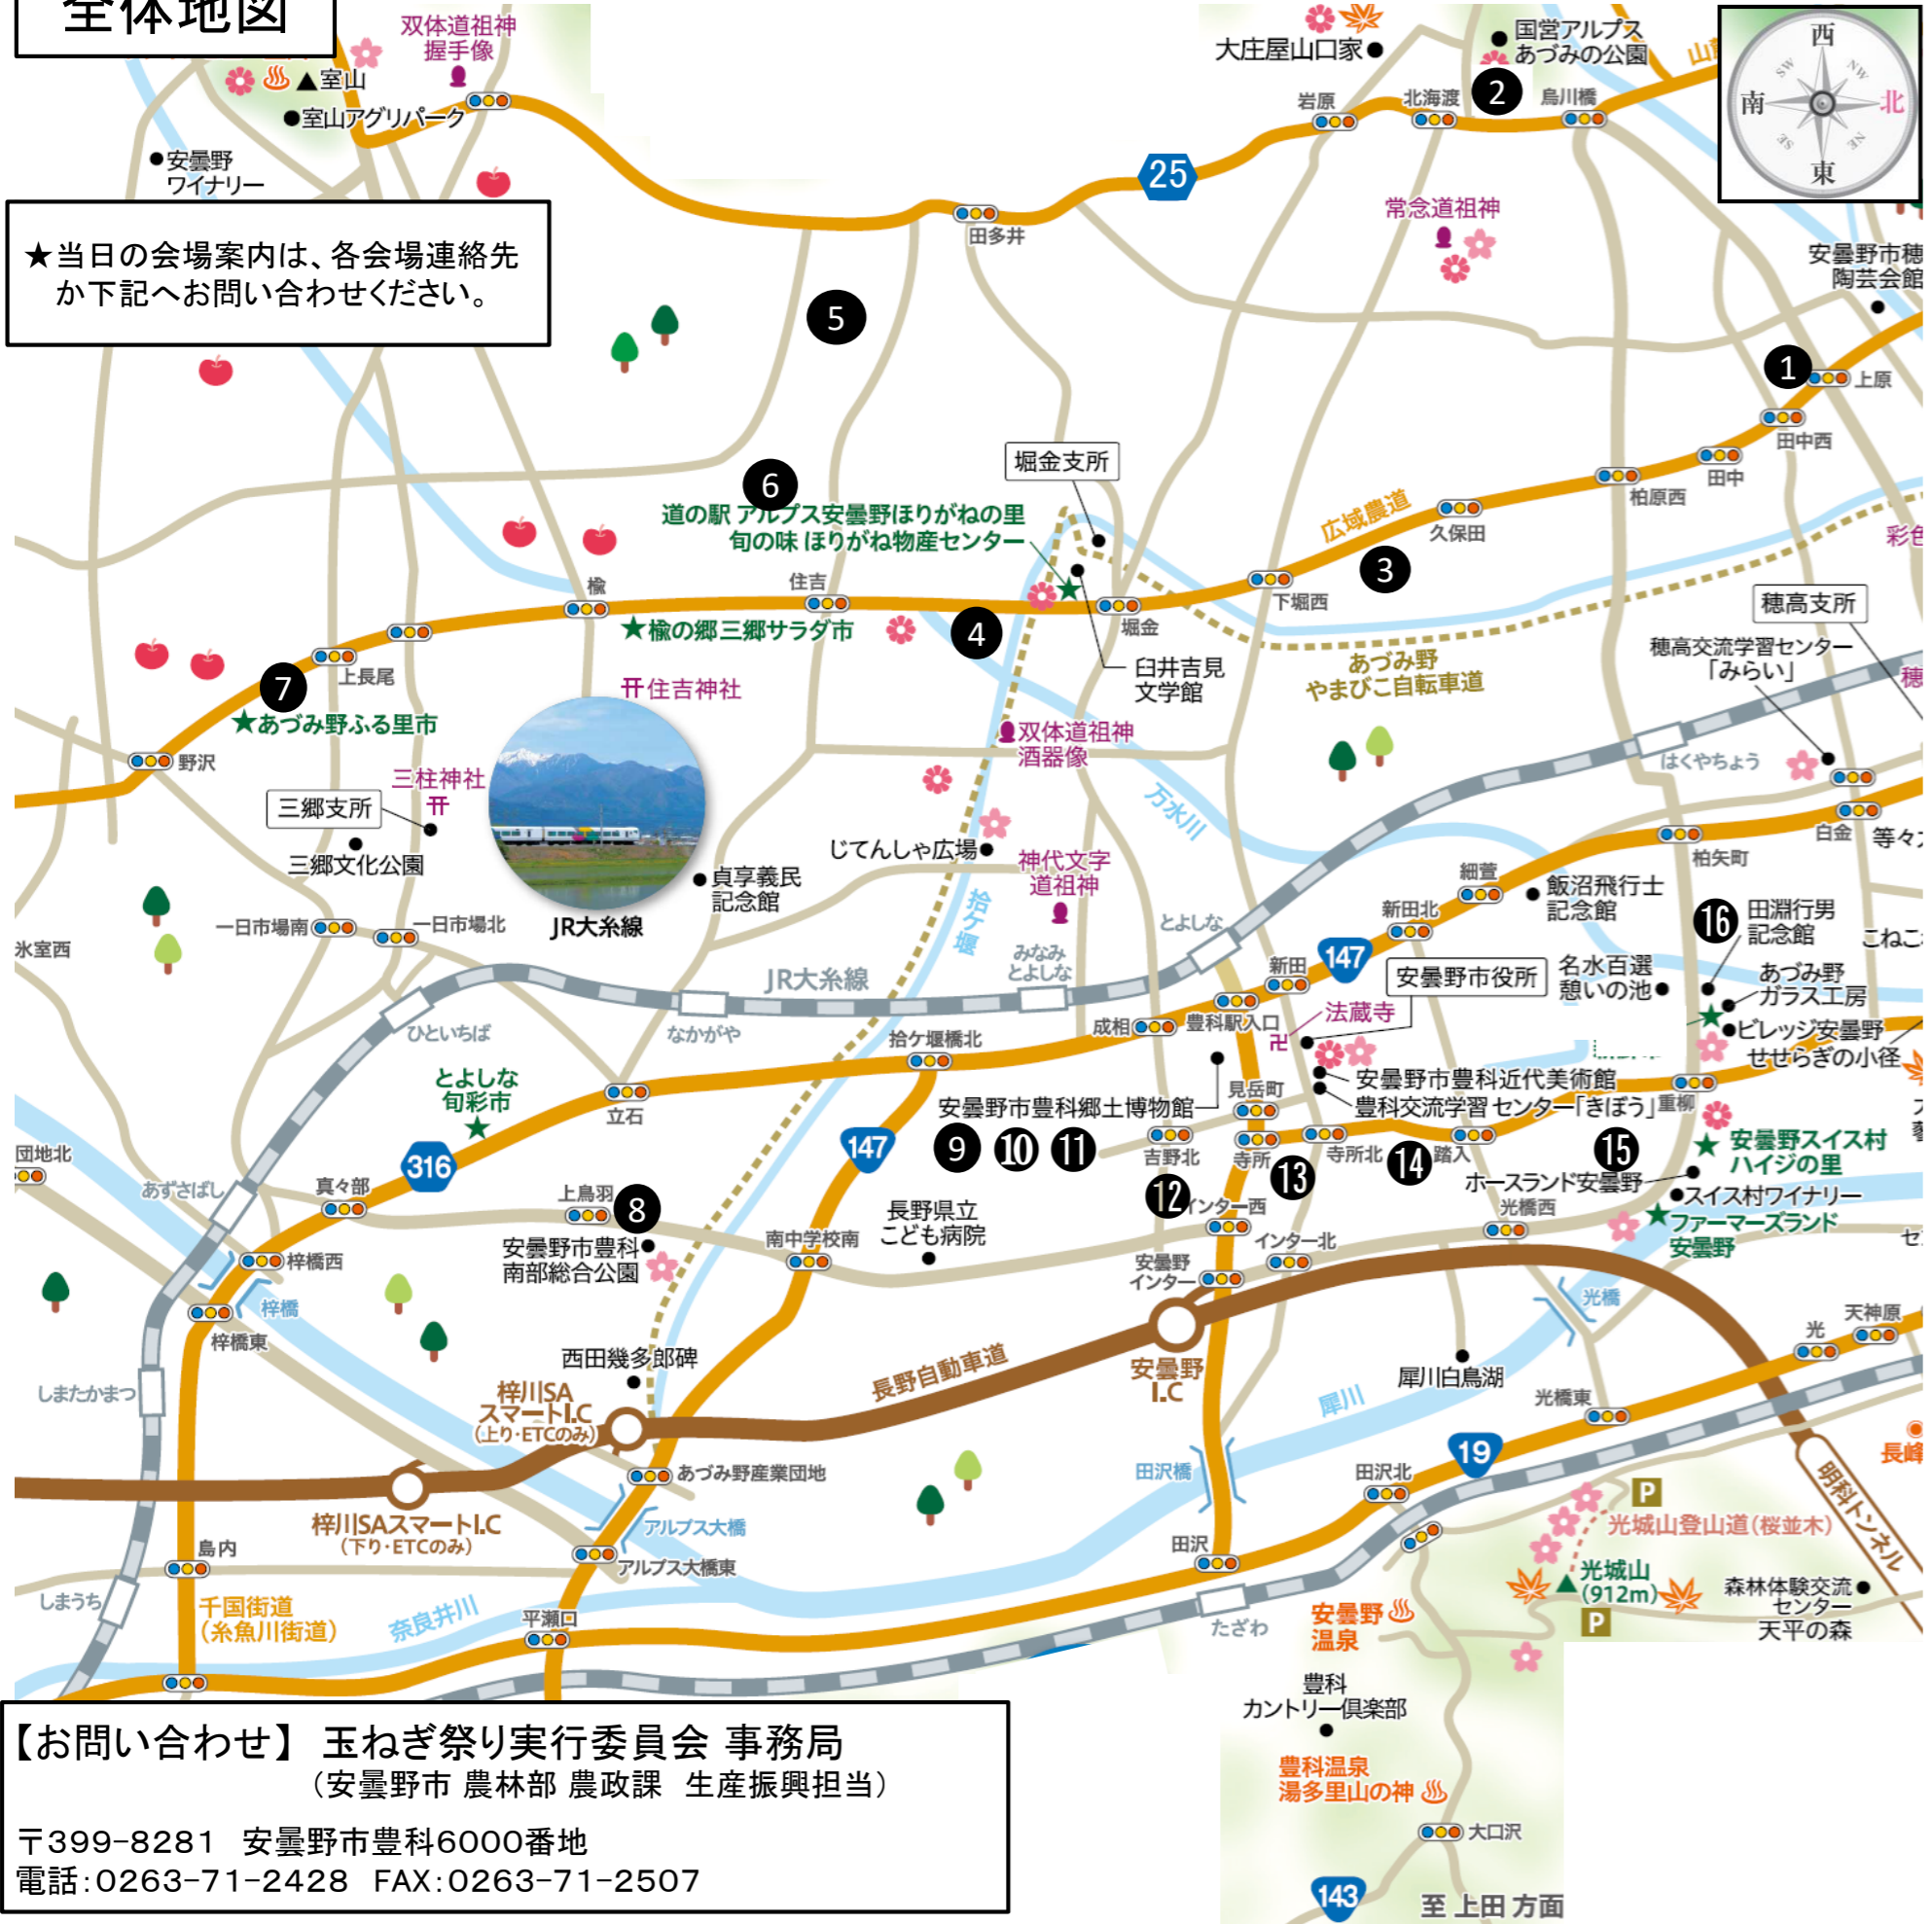 全体地図
双体道祖神
握手像
室山
室山アグリパーク
安曇野
ワイナリー
大庄屋山口家
国営アルプス
あづみの公園
岩原
北海渡
2
烏川橋
西
南
北
東
SW
NW
SE
NE
25
田多井
常念道祖神
安曇野市穂
陶芸会館
★当日の会場案内は、各会場連絡先
か下記へお問い合わせください。
5
1
上原
田中西
田中
柏原西
久保田
広域農道
3
堀金支所
6
道の駅 アルプス安曇野ほりがねの里
旬の味 ほりがね物産センター
楡
住吉
★楡の郷三郷サラダ市
4
堀金
下堀西
臼井吉見
文学館
あづみ野
やまびこ自転車道
穂高支所
穂高交流学習センター
「みらい」
彩色
穂
住吉神社
7
上長尾
★あづみ野ふる里市
野沢
三柱神社
三郷支所
三郷文化公園
双体道祖神
酒器像
万水川
はくやちょう
白金
等々
柏矢町
細萱
飯沼飛行士
記念館
じてんしゃ広場
神代文字
道祖神
貞享義民
記念館
JR大糸線
拾ケ堰
一日市場南
一日市場北
氷室西
とよしな
みなみ
とよしな
新田北
新田
147
16
田淵行男
記念館
こねこ
安曇野市役所
名水百選
憩いの池
あづみ野
ガラス工房
ビレッジ安曇野
せせらぎの小径
JR大糸線
ひといちば
なかがや
成相
豊科駅入口
法蔵寺
拾ケ堰橋北
とよしな
旬彩市
立石
安曇野市豊科郷土博物館
見岳町
安曇野市豊科近代美術館
豊科交流学習 センター「きぼう」
重柳
316
147
9
10
11
吉野北
寺所
13
寺所北
14
踏入
15
安曇野スイス村
ハイジの里
ホースランド安曇野
スイス村ワイナリー
ファーマーズランド
安曇野
団地北
あずさばし
真々部
上鳥羽
8
安曇野市豊科
南部総合公園
南中学校南
長野県立
こども病院
12
インター西
インター北
安曇野
インター
光橋西
セ
梓橋西
梓橋
梓橋東
光橋
天神原
光
しまたかまつ
西田幾多郎碑
梓川SA
スマートI.C
(上り・ETCのみ)
長野自動車道
安曇野
I.C
犀川
犀川白鳥湖
光橋東
19
長峰
梓川SAスマートI.C
(下り・ETCのみ)
あづみ野産業団地
アルプス大橋
アルプス大橋東
田沢橋
田沢北
田沢
P
光城山登山道(桜並木)
明科トンネル
島内
しまうち
千国街道
(糸魚川街道)
奈良井川
平瀬口
たざわ
安曇野
温泉
光城山
(912m)
P
森林体験交流
センター
天平の森
豊科
カントリー倶楽部
豊科温泉
湯多里山の神
大口沢
143
至 上田 方面
【お問い合わせ】 玉ねぎ祭り実行委員会 事務局
（安曇野市 農林部 農政課 生産振興担当）
〒399-8281 安曇野市豊科6000番地
電話：0263-71-2428 FAX：0263-71-2507